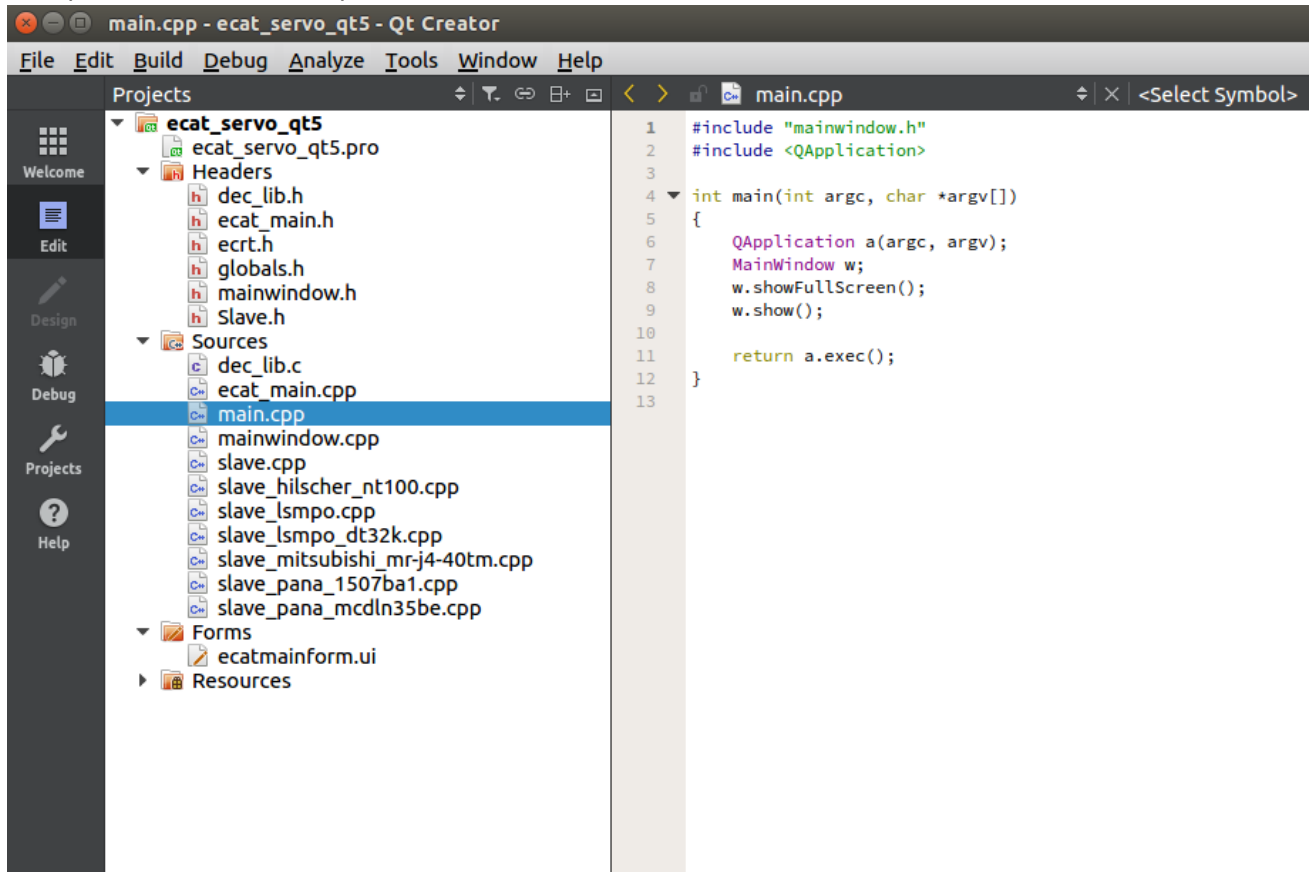 main.cpp - ecat_servo_qt5 - Qt Creator
File Edit Build Debug Analyze Tools Window Help
Projects
main.cpp
<Select Symbol>
Welcome
Edit
Design
Debug
Projects
Help
ecat_servo_qt5
ecat_servo_qt5.pro
Headers
dec_lib.h
ecat_main.h
ecrt.h
globals.h
mainwindow.h
Slave.h
Sources
dec_lib.c
ecat_main.cpp
main.cpp
mainwindow.cpp
slave.cpp
slave_hilscher_nt100.cpp
slave_lsmpo.cpp
slave_lsmpo_dt32k.cpp
slave_mitsubishi_mr-j4-40tm.cpp
slave_pana_1507ba1.cpp
slave_pana_mcdln35be.cpp
Forms
ecatmainform.ui
Resources
1 #include "mainwindow.h"
2 #include <QApplication>
3
4 int main(int argc, char *argv[])
5 {
6 QApplication a(argc, argv);
7 MainWindow w;
8 w.showFullScreen();
9 w.show();
10
11 return a.exec();
12 }
13